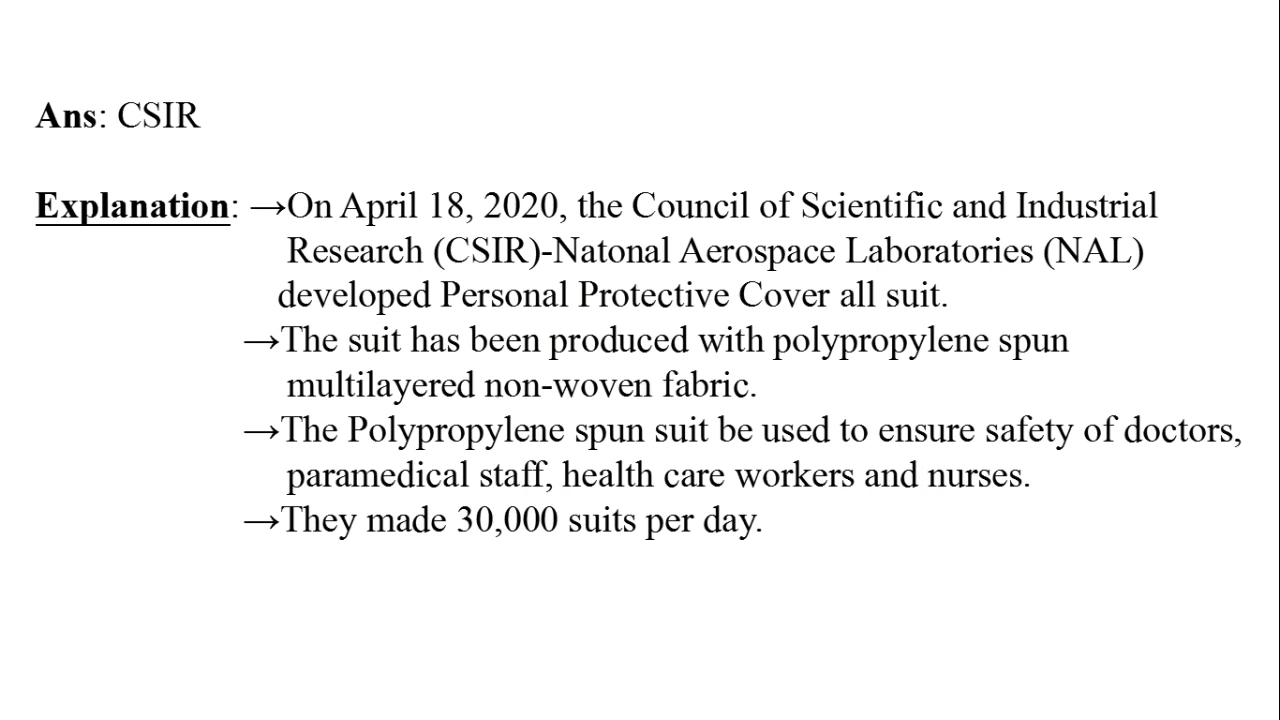 Ans: CSIR
Explanation: →On April 18, 2020, the Council of Scientific and Industrial
Research (CSIR)-Natonal Aerospace Laboratories (NAL)
developed Personal Protective Cover all suit.
→The suit has been produced with polypropylene spun
multilayered non-woven fabric.
→The Polypropylene spun suit be used to ensure safety of doctors,
paramedical staff, health care workers and nurses.
→They made 30,000 suits per day.